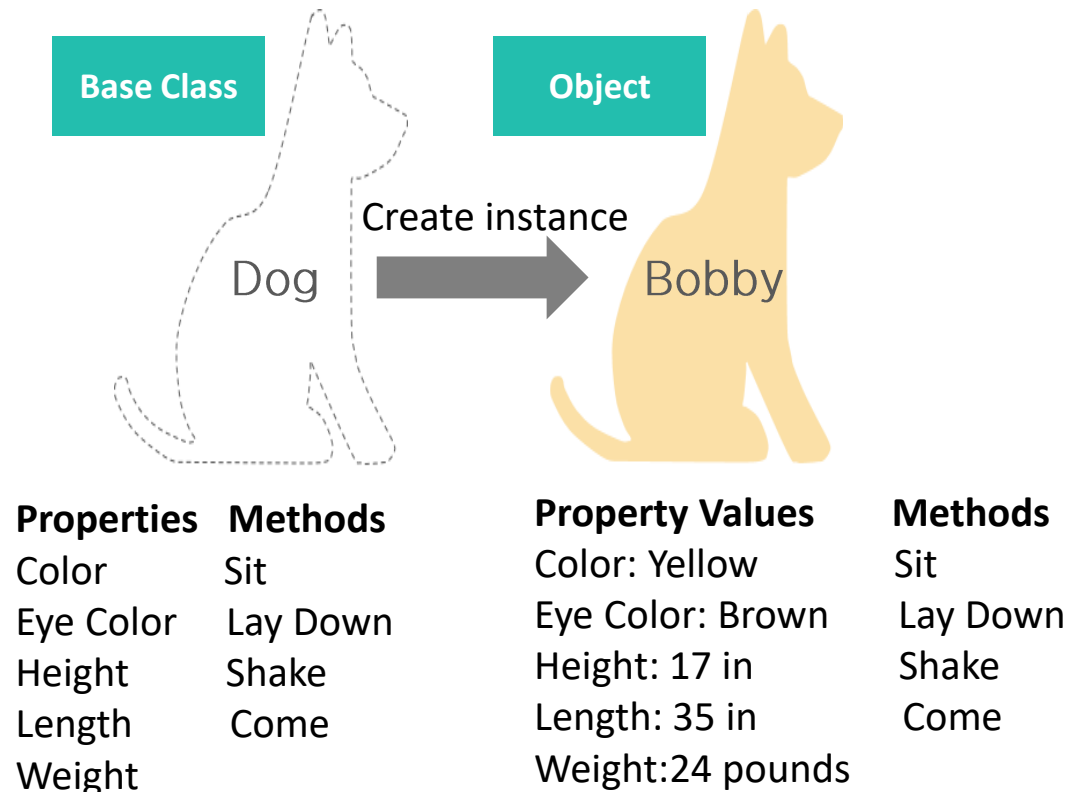 Base Class
Object
Create instance
Dog
Bobby
Properties Methods
Color Sit
Eye Color Lay Down
Height Shake
Length Come
Weight
Property Values Methods
Color: Yellow Sit
Eye Color: Brown Lay Down
Height: 17 in Shake
Length: 35 in Come
Weight:24 pounds